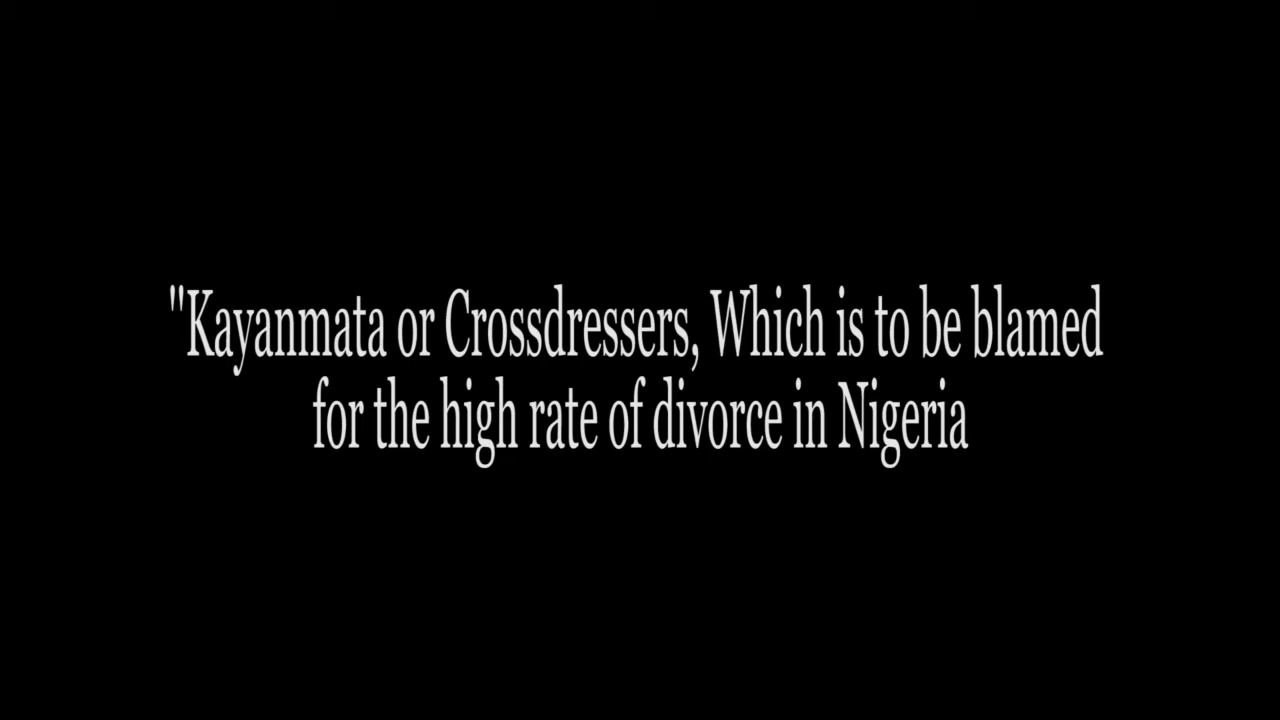 "Kayanmata or Crossdressers, Which is to be blamed
for the high rate of divorce in Nigeria